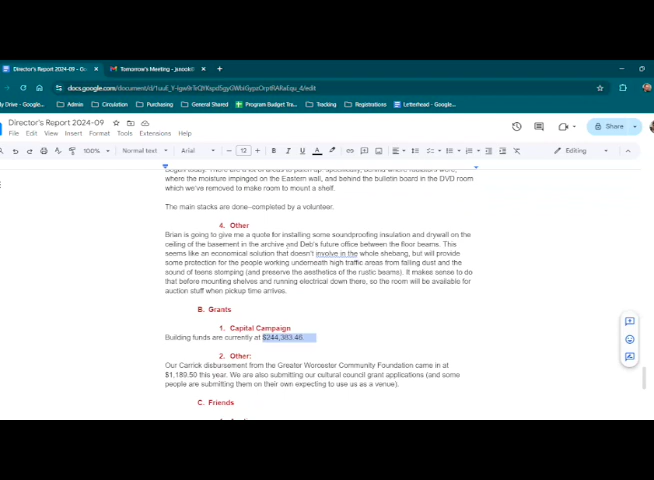 Director's Report 2024-09 - Go
Tomorrow's Meeting - jasook
docs.google.com/document/d/
/edit
y Drive - Google...
Admin
Circulation
Purchasing
General Shared
Program Budget Tra...
Tracking
Registrations
Letterhead - Google...
Director's Report 2024-09
File Edit View Insert Format Tools Extensions Help
Share
100%
Normal text
Arial
12
B I U A
Editing
where the moisture impinged on the Eastern wall, and behind the bulletin board in the DVD room
which we've removed to make room to mount a shelf.
The main stacks are done–completed by a volunteer.
4. Other
Brian is going to give me a quote for installing some soundproofing insulation and drywall on the
ceiling of the basement in the archive and Deb's future office between the floor beams. This
seems like an economical solution that doesn't involve in the whole shebang, but will provide
some protection for the people working underneath high traffic areas from falling dust and the
sound of teens stomping (and preserve the aesthetics of the rustic beams). It makes sense to do
that before mounting shelves and running electrical down there, so the room will be available for
auction stuff when pickup time arrives.
B. Grants
1. Capital Campaign
Building funds are currently at $244,383.46
2. Other:
Our Carrick disbursement from the Greater Worcester Community Foundation came in at
$1,189.50 this year. We are also submitting our cultural council grant applications (and some
people are submitting them on their own expecting to use us as a venue).
C. Friends